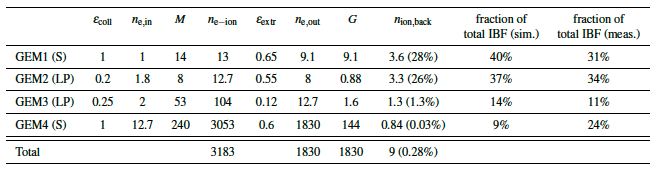 ε_coll n_e,in M n_e−ion ε_extr n_e,out G n_ion,back fraction of total IBF (sim.) fraction of total IBF (meas.)
GEM1 (S) 1 1 14 13 0.65 9.1 9.1 3.6 (28%) 40% 31%
GEM2 (LP) 0.2 1.8 8 12.7 0.55 8 0.88 3.3 (26%) 37% 34%
GEM3 (LP) 0.25 2 53 104 0.12 12.7 1.6 1.3 (1.3%) 14% 11%
GEM4 (S) 1 12.7 240 3053 0.6 1830 144 0.84 (0.03%) 9% 24%
Total 3183 1830 1830 9 (0.28%)